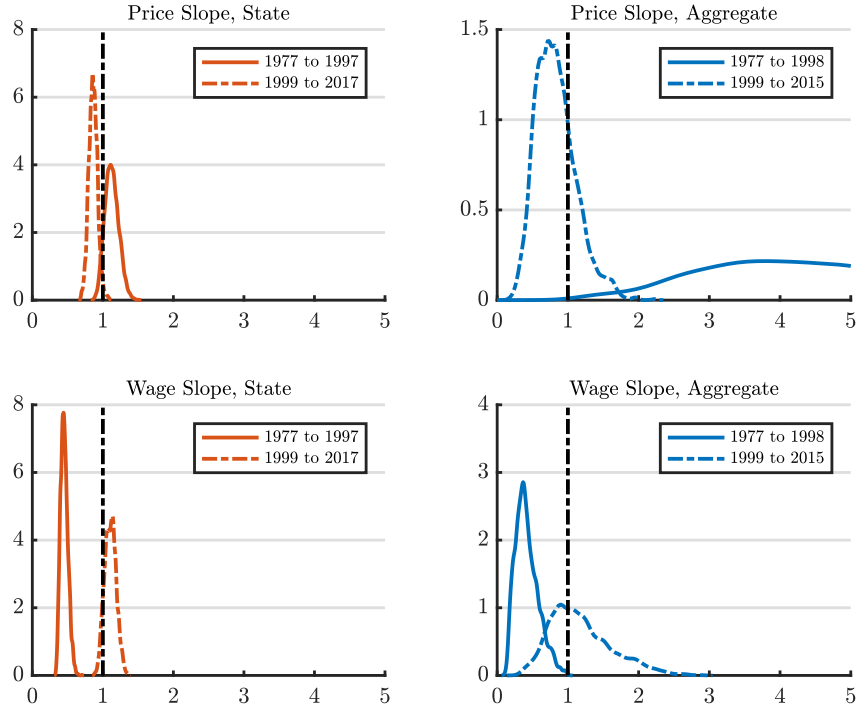 Price Slope, State
8
6
4
2
0
0 1 2 3 4 5
1977 to 1997
1999 to 2017
Price Slope, Aggregate
1.5
1
0.5
0
0 1 2 3 4 5
1977 to 1998
1999 to 2015
Wage Slope, State
8
6
4
2
0
0 1 2 3 4 5
1977 to 1997
1999 to 2017
Wage Slope, Aggregate
4
3
2
1
0
0 1 2 3 4 5
1977 to 1998
1999 to 2015